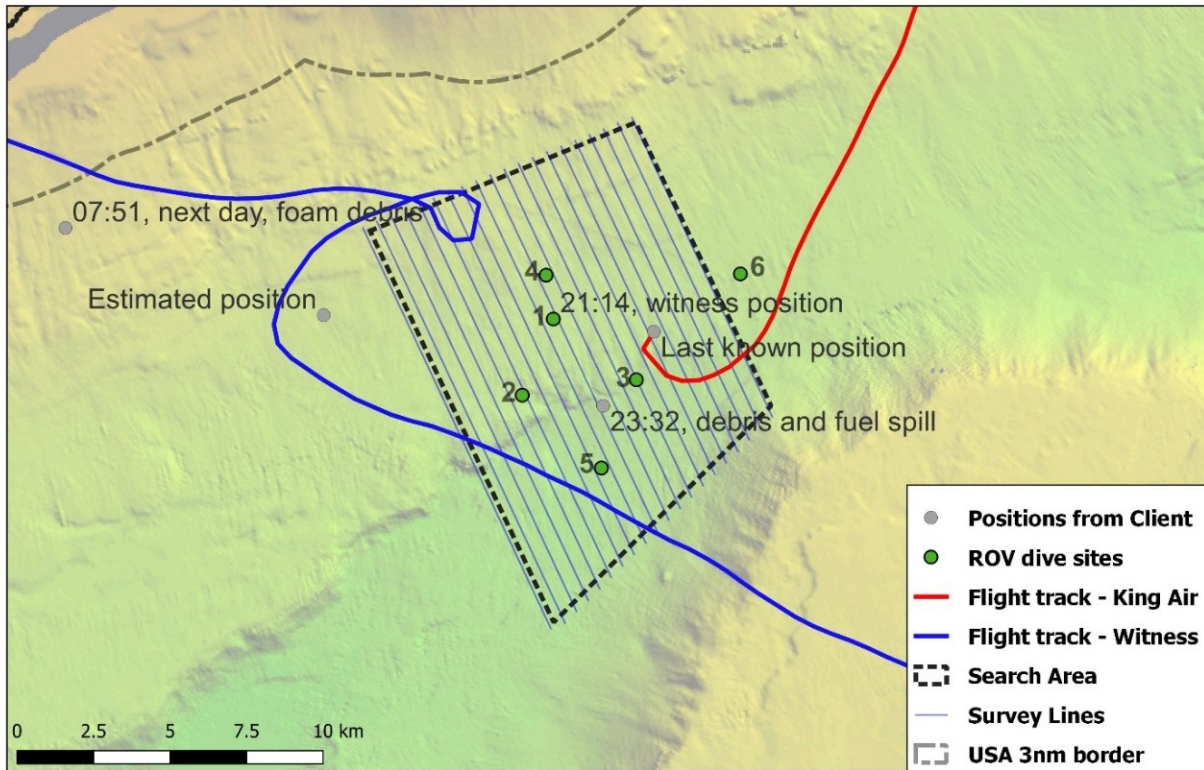 07:51, next day, foam debris
4
6
Estimated position
1
21:14, witness position
Last known position
3
2
23:32, debris and fuel spill
5
Positions from Client
ROV dive sites
Flight track - King Air
Flight track - Witness
Search Area
Survey Lines
USA 3nm border
0 2.5 5 7.5 10 km